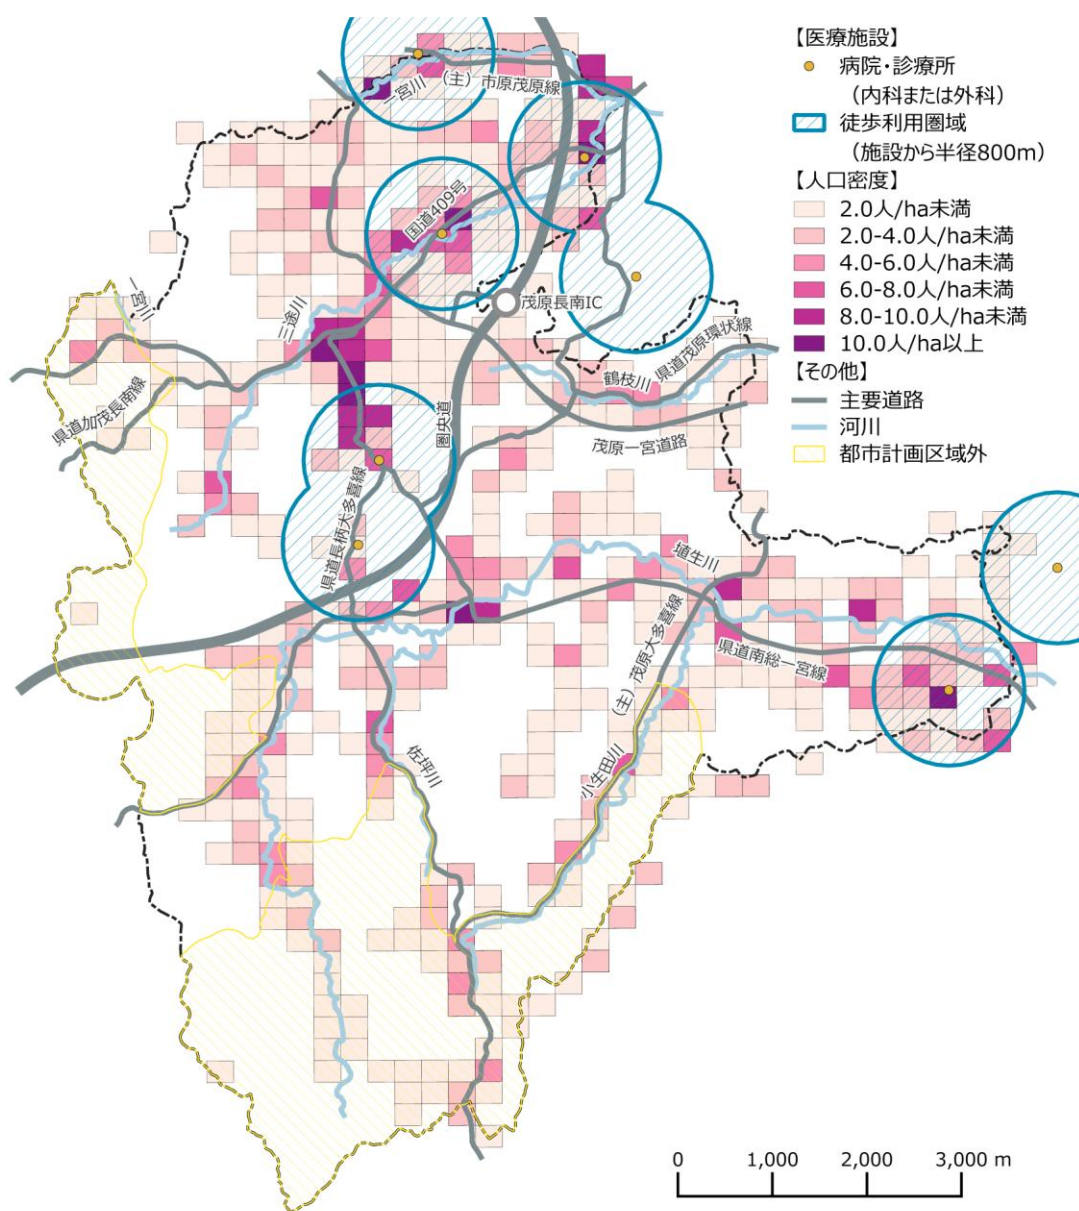 【医療施設】
病院・診療所
（内科または外科）
徒歩利用圏域
（施設から半径800m）
【人口密度】
2.0人/ha未満
2.0-4.0人/ha未満
4.0-6.0人/ha未満
6.0-8.0人/ha未満
8.0-10.0人/ha未満
10.0人/ha以上
【その他】
主要道路
河川
都市計画区域外
一宮川
（主）市原茂原線
国道409号
茂原長南IC
一宮川
三途川
鶴枝川
県道茂原環状線
県道加茂長南線
圏央道
茂原一宮道路
県道長柄大多喜線
埴生川
（主）茂原大多喜線
県道南総一宮線
佐坪川
小生田川
0 1,000 2,000 3,000 m